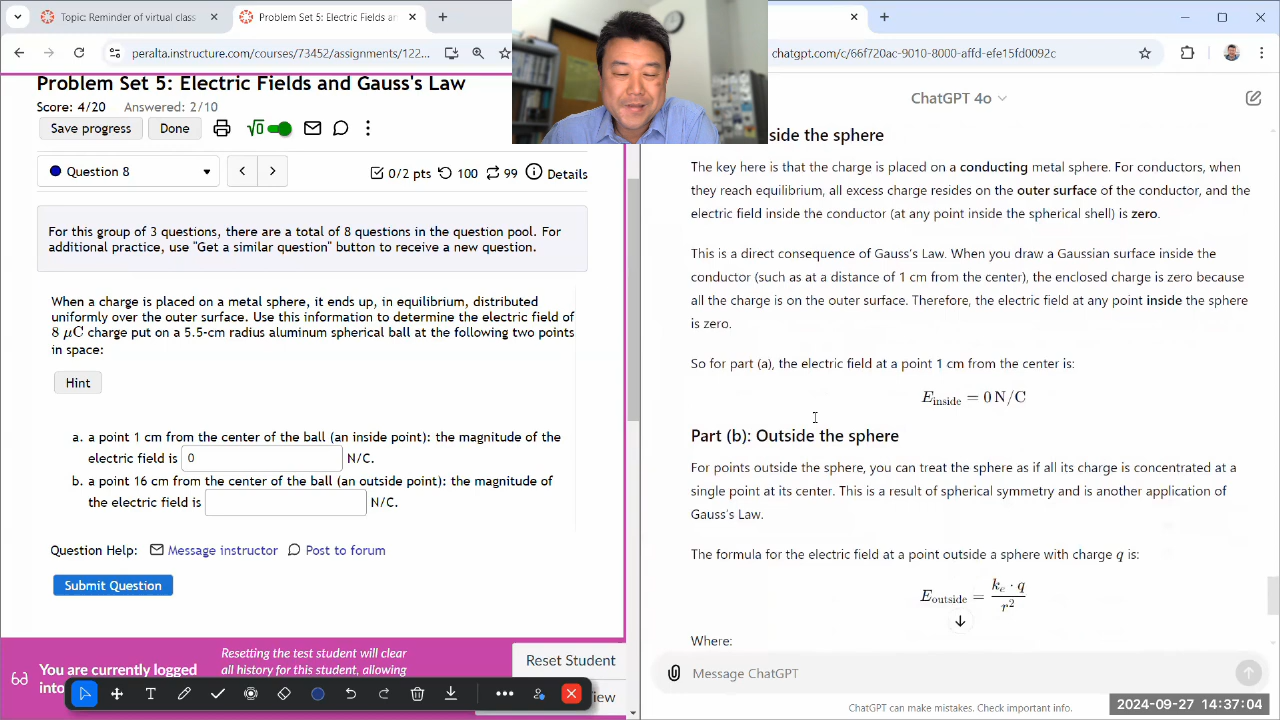 Topic: Reminder of virtual class
Problem Set 5: Electric Fields an
peralta.instructure.com/courses/73452/assignments/122...
chatgpt.com/c/66f720ac-9010-8000-affd-efe15fd0092c
Problem Set 5: Electric Fields and Gauss's Law
Score: 4/20 Answered: 2/10
Save progress
Done
√0
Question 8
0/2 pts
100
99
Details
For this group of 3 questions, there are a total of 8 questions in the question pool. For
additional practice, use "Get a similar question" button to receive a new question.
When a charge is placed on a metal sphere, it ends up, in equilibrium, distributed
uniformly over the outer surface. Use this information to determine the electric field of
8 μC charge put on a 5.5-cm radius aluminum spherical ball at the following two points
in space:
Hint
a. a point 1 cm from the center of the ball (an inside point): the magnitude of the
electric field is 0 N/C.
b. a point 16 cm from the center of the ball (an outside point): the magnitude of
the electric field is N/C.
Question Help: Message instructor Post to forum
Submit Question
You are currently logged
into
Resetting the test student will clear
all history for this student, allowing
Reset Student
iew
ChatGPT 4o
side the sphere
The key here is that the charge is placed on a conducting metal sphere. For conductors, when
they reach equilibrium, all excess charge resides on the outer surface of the conductor, and the
electric field inside the conductor (at any point inside the spherical shell) is zero.
This is a direct consequence of Gauss's Law. When you draw a Gaussian surface inside the
conductor (such as at a distance of 1 cm from the center), the enclosed charge is zero because
all the charge is on the outer surface. Therefore, the electric field at any point inside the sphere
is zero.
So for part (a), the electric field at a point 1 cm from the center is:
E_inside = 0 N/C
Part (b): Outside the sphere
For points outside the sphere, you can treat the sphere as if all its charge is concentrated at a
single point at its center. This is a result of spherical symmetry and is another application of
Gauss's Law.
The formula for the electric field at a point outside a sphere with charge q is:
E_outside = k_e · q / r²
Where:
Message ChatGPT
ChatGPT can make mistakes. Check important info.
2024-09-27 14:37:04